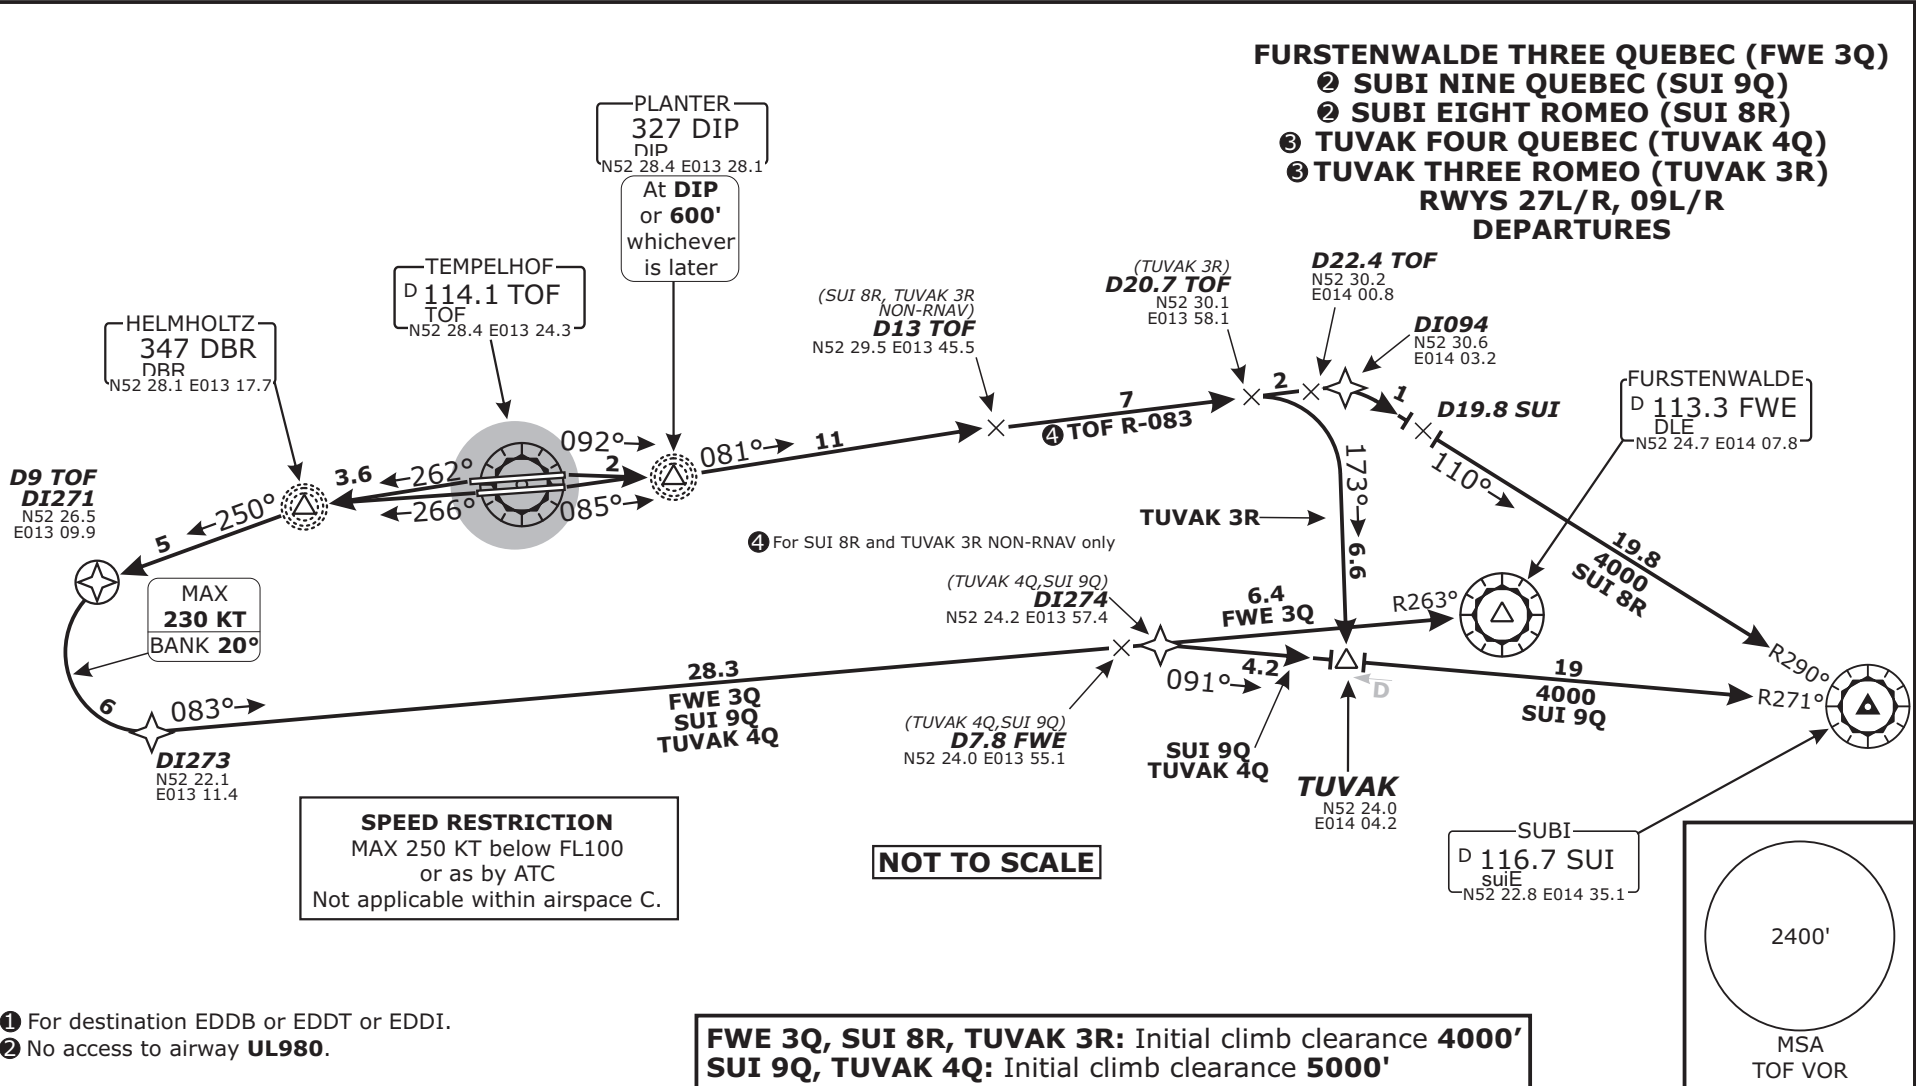 FURSTENWALDE THREE QUEBEC (FWE 3Q)
❷ SUBI NINE QUEBEC (SUI 9Q)
❷ SUBI EIGHT ROMEO (SUI 8R)
❸ TUVAK FOUR QUEBEC (TUVAK 4Q)
❸ TUVAK THREE ROMEO (TUVAK 3R)
RWYS 27L/R, 09L/R
DEPARTURES
PLANTER
327 DIP
DIP
N52 28.4 E013 28.1
At DIP
or 600'
whichever
is later
TEMPELHOF
D 114.1 TOF
TOF
N52 28.4 E013 24.3
HELMHOLTZ
347 DBR
DBR
N52 28.1 E013 17.7
(SUI 8R, TUVAK 3R
NON-RNAV)
D13 TOF
N52 29.5 E013 45.5
(TUVAK 3R)
D20.7 TOF
N52 30.1
E013 58.1
D22.4 TOF
N52 30.2
E014 00.8
DI094
N52 30.6
E014 03.2
FURSTENWALDE
D 113.3 FWE
DLE
N52 24.7 E014 07.8
D9 TOF
DI271
N52 26.5
E013 09.9
250°
5
3.6
262°
266°
092°
2
085°
081°
11
7
❹ TOF R-083
2
1
D19.8 SUI
110°
19.8
4000
SUI 8R
R290°
173°
6.6
TUVAK 3R
❹ For SUI 8R and TUVAK 3R NON-RNAV only
MAX
230 KT
BANK 20°
6
083°
DI273
N52 22.1
E013 11.4
28.3
FWE 3Q
SUI 9Q
TUVAK 4Q
(TUVAK 4Q,SUI 9Q)
DI274
N52 24.2 E013 57.4
(TUVAK 4Q,SUI 9Q)
D7.8 FWE
N52 24.0 E013 55.1
6.4
FWE 3Q
R263°
091°
4.2
SUI 9Q
TUVAK 4Q
D
TUVAK
N52 24.0
E014 04.2
19
4000
SUI 9Q
R271°
SUBI
D 116.7 SUI
suiE
N52 22.8 E014 35.1
SPEED RESTRICTION
MAX 250 KT below FL100
or as by ATC
Not applicable within airspace C.
NOT TO SCALE
2400'
MSA
TOF VOR
❶ For destination EDDB or EDDT or EDDI.
❷ No access to airway UL980.
FWE 3Q, SUI 8R, TUVAK 3R: Initial climb clearance 4000’
SUI 9Q, TUVAK 4Q: Initial climb clearance 5000'